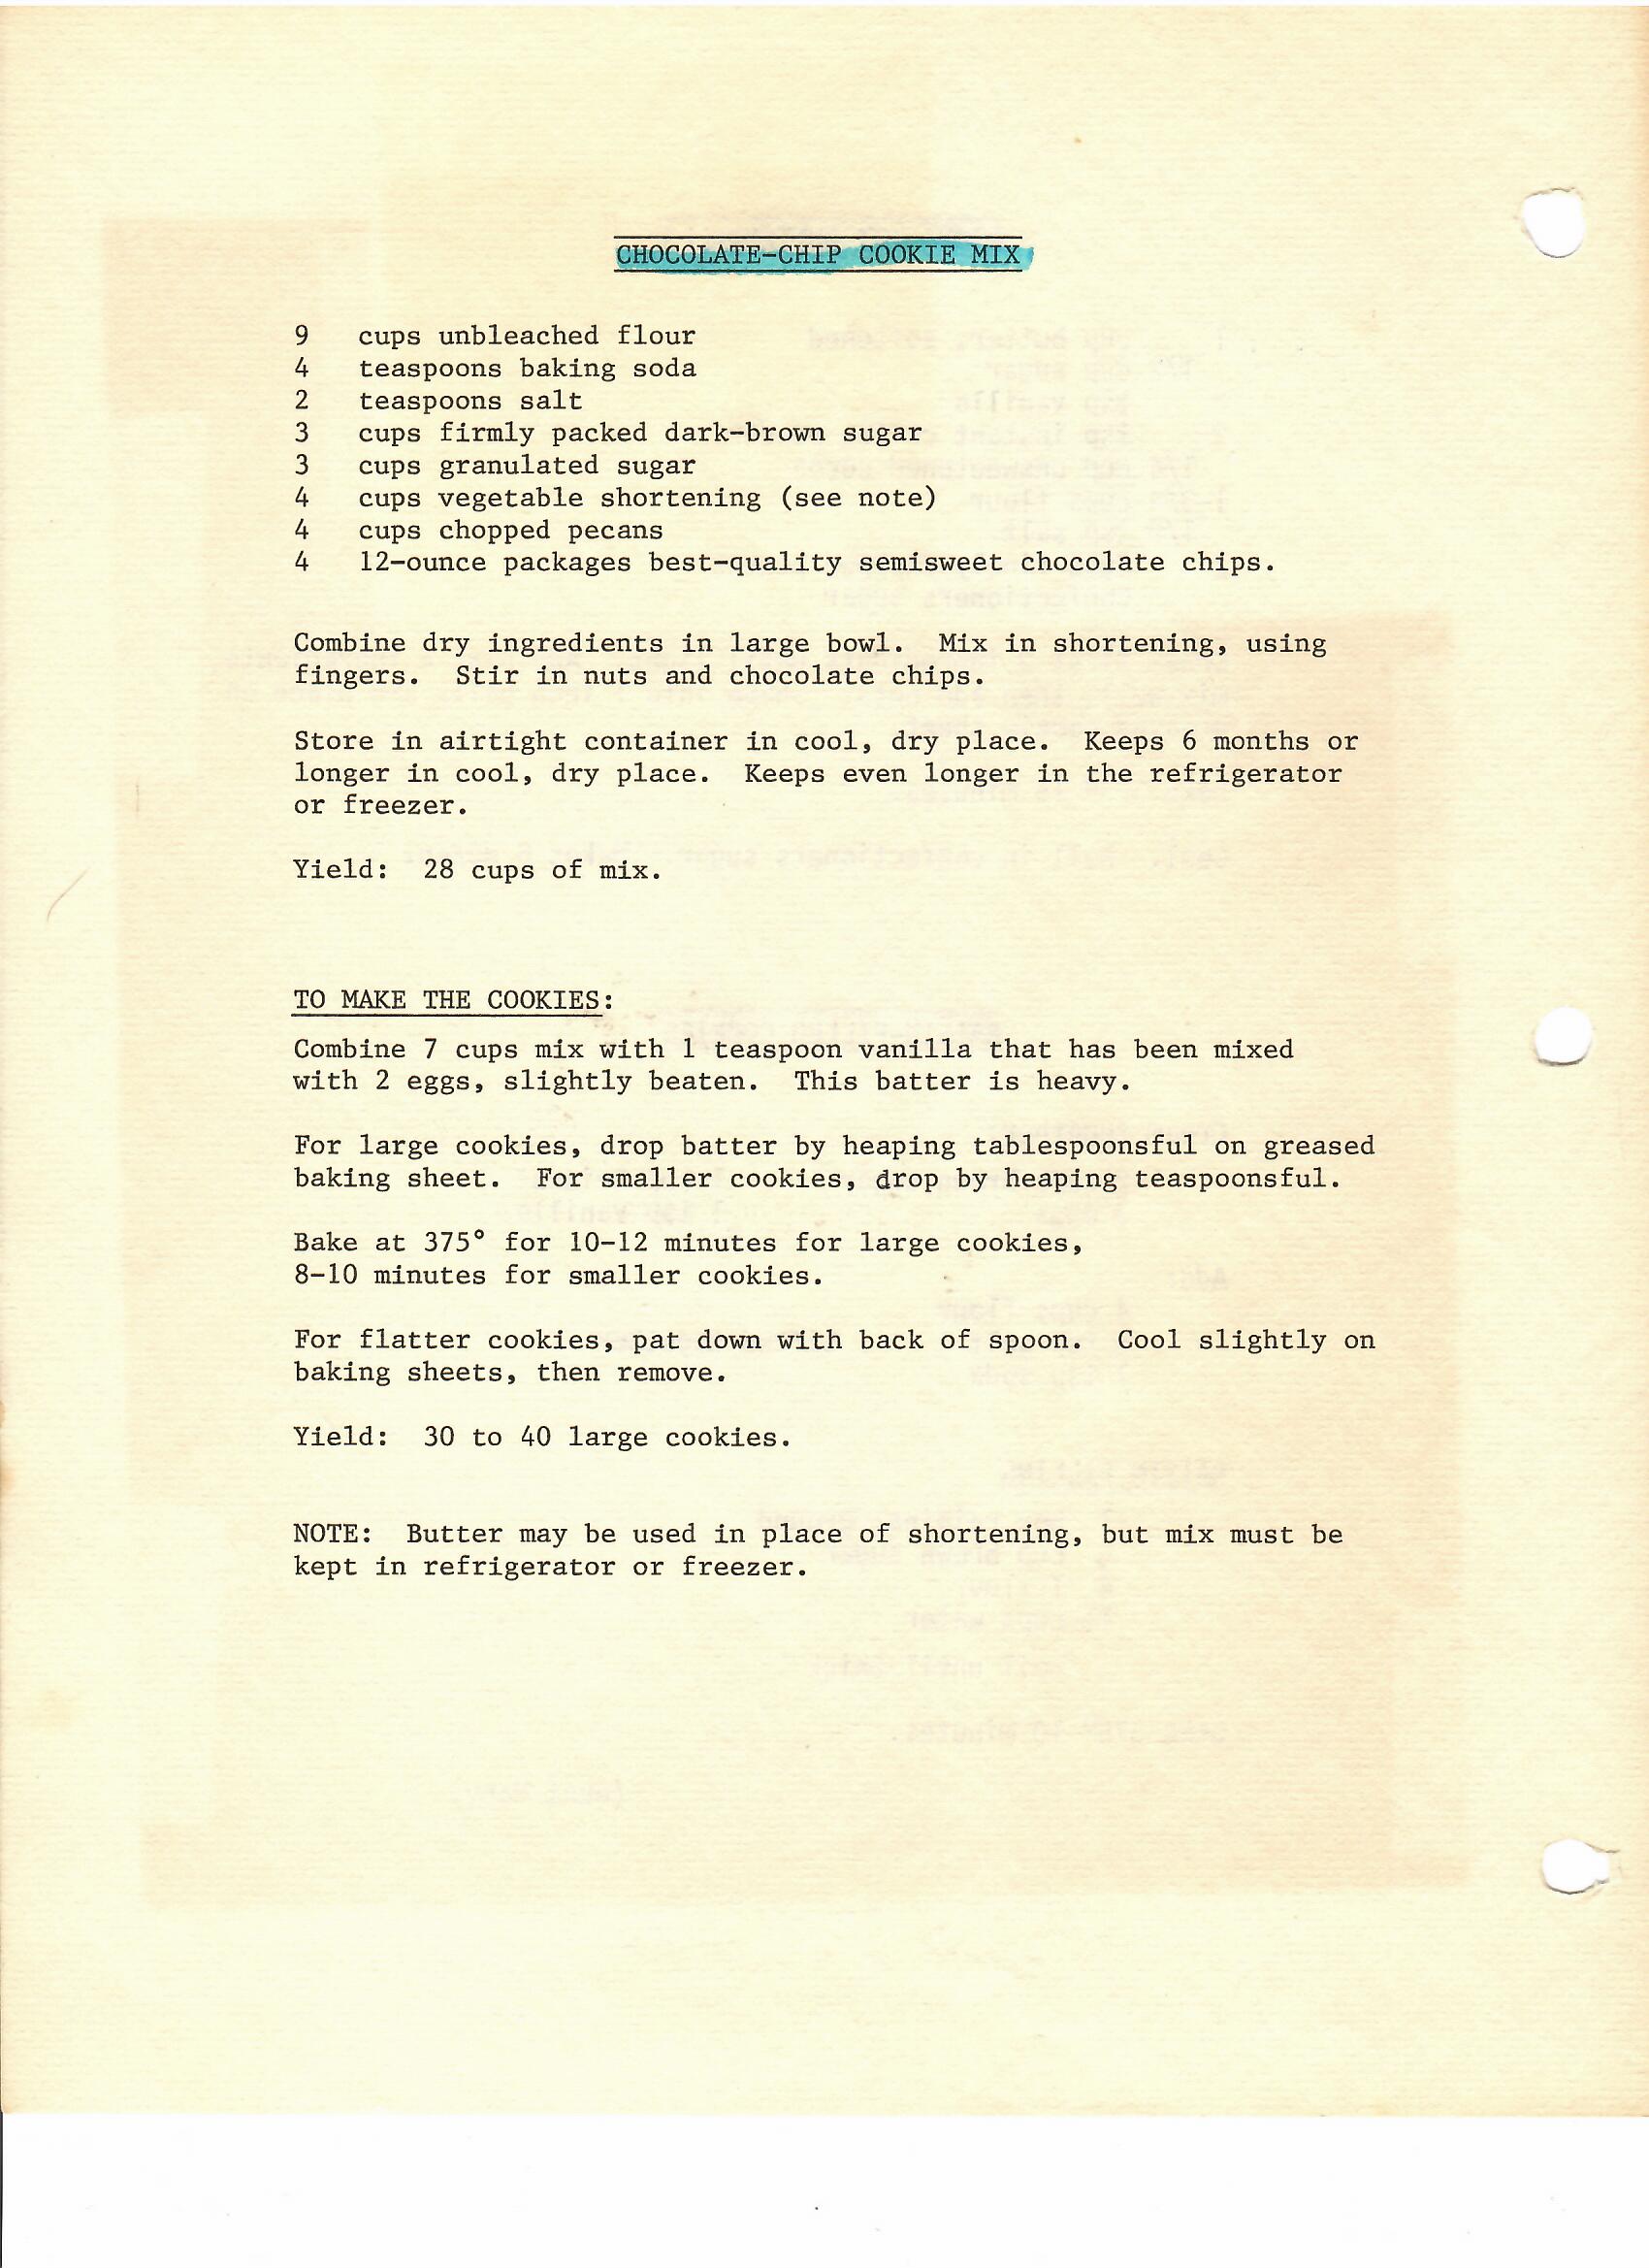 CHOCOLATE-CHIP COOKIE MIX
9 cups unbleached flour
4 teaspoons baking soda
2 teaspoons salt
3 cups firmly packed dark-brown sugar
3 cups granulated sugar
4 cups vegetable shortening (see note)
4 cups chopped pecans
4 12-ounce packages best-quality semisweet chocolate chips.
Combine dry ingredients in large bowl. Mix in shortening, using
fingers. Stir in nuts and chocolate chips.
Store in airtight container in cool, dry place. Keeps 6 months or
longer in cool, dry place. Keeps even longer in the refrigerator
or freezer.
Yield: 28 cups of mix.
TO MAKE THE COOKIES:
Combine 7 cups mix with 1 teaspoon vanilla that has been mixed
with 2 eggs, slightly beaten. This batter is heavy.
For large cookies, drop batter by heaping tablespoonsful on greased
baking sheet. For smaller cookies, drop by heaping teaspoonsful.
Bake at 375° for 10-12 minutes for large cookies,
8-10 minutes for smaller cookies.
For flatter cookies, pat down with back of spoon. Cool slightly on
baking sheets, then remove.
Yield: 30 to 40 large cookies.
NOTE: Butter may be used in place of shortening, but mix must be
kept in refrigerator or freezer.